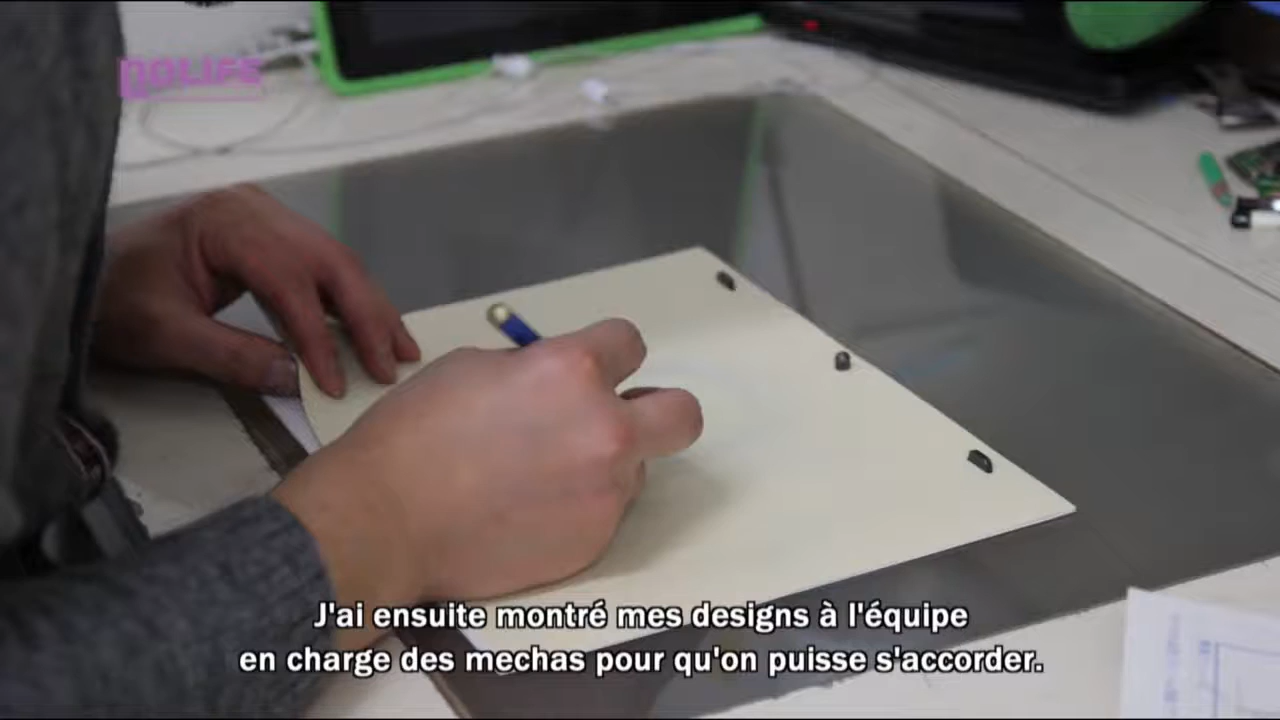 noLIFE
J'ai ensuite montré mes designs à l'équipe
en charge des mechas pour qu'on puisse s'accorder.